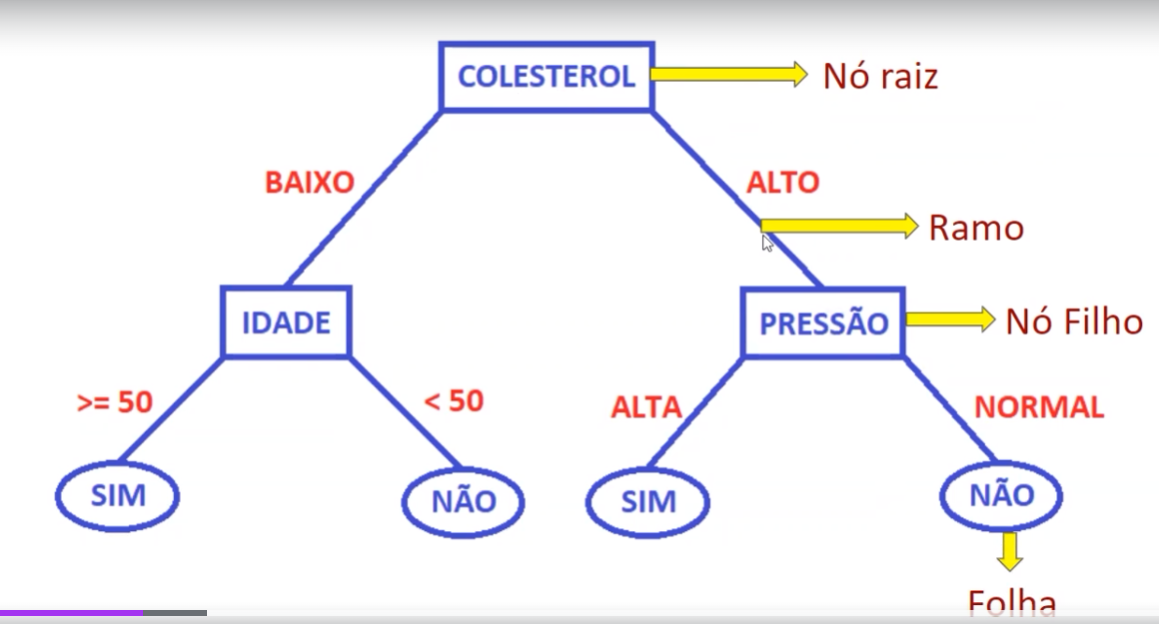 COLESTEROL
Nó raiz
BAIXO
ALTO
Ramo
IDADE
PRESSÃO
Nó Filho
>= 50
< 50
ALTA
NORMAL
SIM
NÃO
SIM
NÃO
Folha